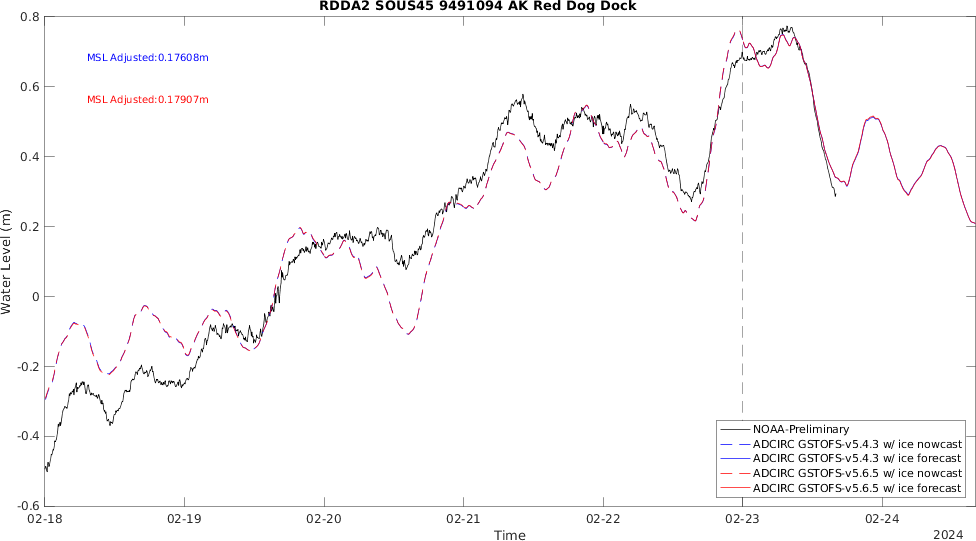 RDDA2 SOUS45 9491094 AK Red Dog Dock
MSL Adjusted:0.17608m
MSL Adjusted:0.17907m
Water Level (m)
0.8
0.6
0.4
0.2
0
-0.2
-0.4
-0.6
NOAA-Preliminary
ADCIRC GSTOFS-v5.4.3 w/ ice nowcast
ADCIRC GSTOFS-v5.4.3 w/ ice forecast
ADCIRC GSTOFS-v5.6.5 w/ ice nowcast
ADCIRC GSTOFS-v5.6.5 w/ ice forecast
02-18 02-19 02-20 02-21 02-22 02-23 02-24
Time
2024